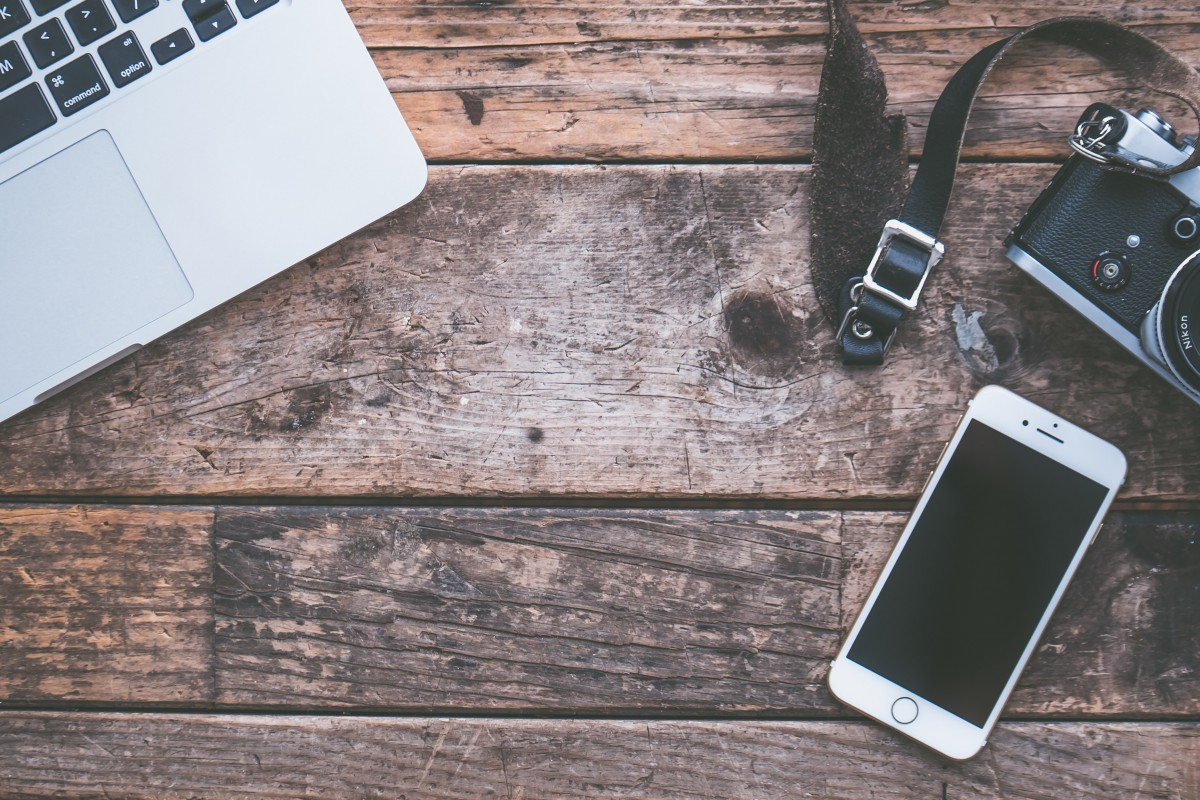 K
M
< ,
> .
? /
⌘
command
alt
option
Nikon